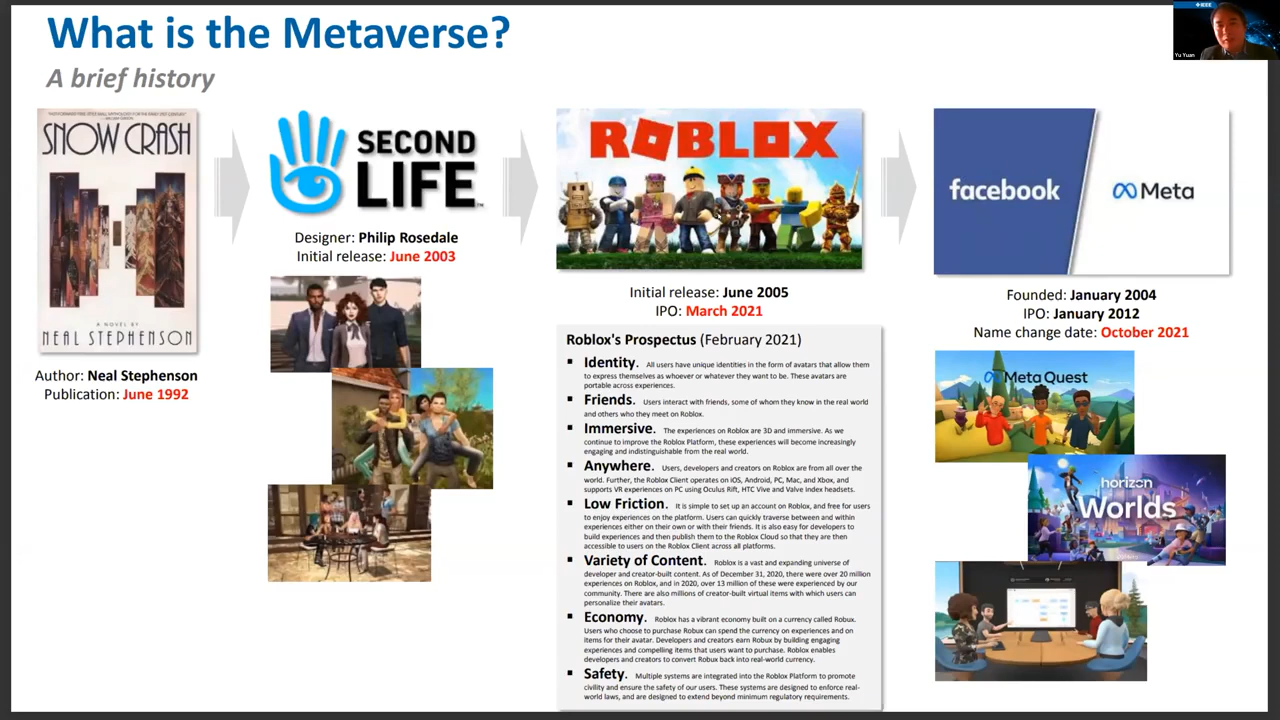 What is the Metaverse?
A brief history
IEEE
Yu Yuan
SNOW CRASH
A NOVEL BY
NEAL STEPHENSON
Author: Neal Stephenson
Publication: June 1992
SECOND
LIFE
Designer: Philip Rosedale
Initial release: June 2003
ROBLOX
Initial release: June 2005
IPO: March 2021
Roblox's Prospectus (February 2021)
▪ Identity. All users have unique identities in the form of avatars that allow them
to express themselves as whoever or whatever they want to be. These avatars are
portable across experiences.
▪ Friends. Users interact with friends, some of whom they know in the real world
and others who they meet on Roblox.
▪ Immersive. The experiences on Roblox are 3D and immersive. As we
continue to improve the Roblox Platform, these experiences will become increasingly
engaging and indistinguishable from the real world.
▪ Anywhere. Users, developers and creators on Roblox are from all over the
world. Further, the Roblox Client operates on iOS, Android, PC, Mac, and Xbox, and
supports VR experiences on PC using Oculus Rift, HTC Vive and Valve Index headsets.
▪ Low Friction. It is simple to set up an account on Roblox, and free for users
to enjoy experiences on the platform. Users can quickly traverse between and within
experiences either on their own or with their friends. It is also easy for developers to
build experiences and then publish them to the Roblox Cloud so that they are then
accessible to users on the Roblox Client across all platforms.
▪ Variety of Content. Roblox is a vast and expanding universe of
developer and creator-built content. As of December 31, 2020, there were over 20 million
experiences on Roblox, and in 2020, over 13 million of these were experienced by our
community. There are also millions of creator-built virtual items with which users can
personalize their avatars.
▪ Economy. Roblox has a vibrant economy built on a currency called Robux.
Users who choose to purchase Robux can spend the currency on experiences and on
items for their avatar. Developers and creators earn Robux by building engaging
experiences and compelling items that users want to purchase. Roblox enables
developers and creators to convert Robux back into real-world currency.
▪ Safety. Multiple systems are integrated into the Roblox Platform to promote
civility and ensure the safety of our users. These systems are designed to enforce real-
world laws, and are designed to extend beyond minimum regulatory requirements.
facebook
Meta
Founded: January 2004
IPO: January 2012
Name change date: October 2021
Meta Quest
horizon
Worlds